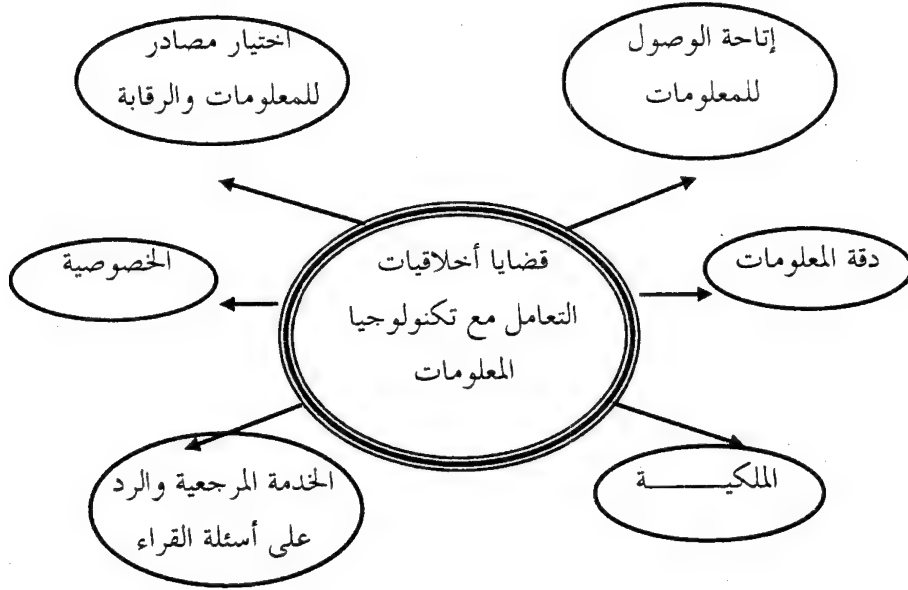 إتاحة الوصول
للمعلومات
اختيار مصادر
للمعلومات والرقابة
قضايا أخلاقيات
التعامل مع تكنولوجيا
المعلومات
دقة المعلومات
الخصوصية
الملكيــــــــة
الخدمة المرجعية والرد
على أسئلة القراء